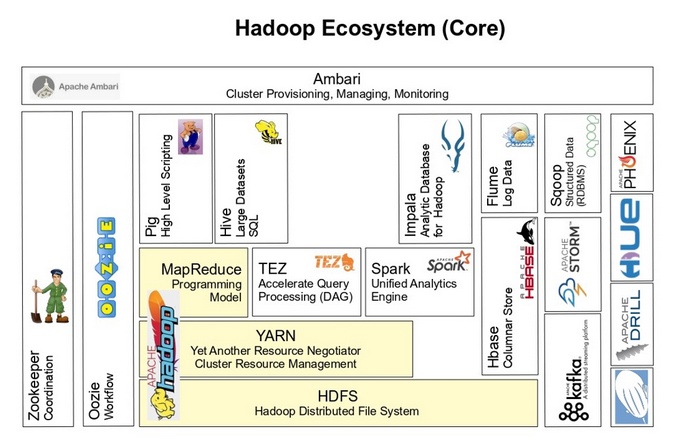 Hadoop Ecosystem (Core)
Apache Ambari
Ambari
Cluster Provisioning, Managing, Monitoring
Zookeeper
Coordination
OOZIE
Oozie
Workflow
Pig
High Level Scripting
HIVE
Hive
Large Datasets
SQL
Impala
Analytic Database
for Hadoop
Flume
Log Data
sqoop
Sqoop
Structured Data
(RDBMS)
APACHE
PHOENIX
MapReduce
Programming
Model
TEZ
TEZ
Accelerate Query
Processing (DAG)
APACHE
Spark
Spark
Unified Analytics
Engine
APACHE
HBASE
Hbase
Columnar Store
APACHE
STORM™
HUE
APACHE
DRILL
APACHE
hadoop
YARN
Yet Another Resource Negotiator
Cluster Resource Management
HDFS
Hadoop Distributed File System
APACHE
kafka
A distributed streaming platform